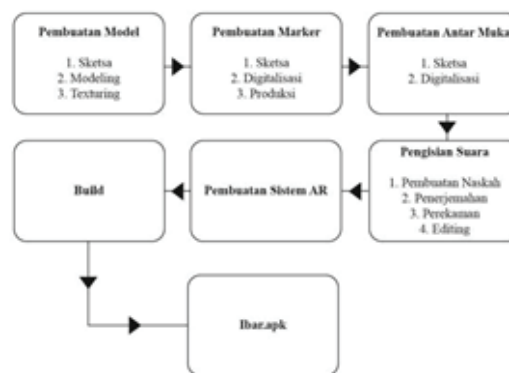 Pembuatan Model
1. Sketsa
2. Modeling
3. Texturing
Pembuatan Marker
1. Sketsa
2. Digitalisasi
3. Produksi
Pembuatan Antar Muka
1. Sketsa
2. Digitalisasi
Pengisian Suara
1. Pembuatan Naskah
2. Penerjemahan
3. Perekaman
4. Editing
Pembuatan Sistem AR
Build
Ibar.apk